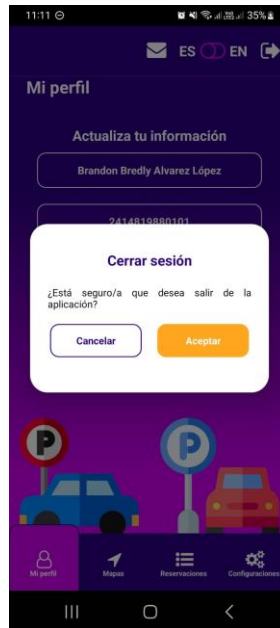 11:11
35%
ES EN
Mi perfil
Actualiza tu información
Brandon Bredly Alvarez López
2414819880101
Cerrar sesión
¿Está seguro/a que desea salir de la
aplicación?
Cancelar
Aceptar
P
P
Mi perfil
Mapas
Reservaciones
Configuraciones